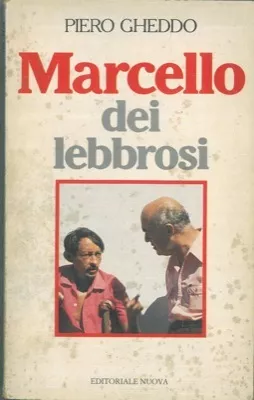 PIERO GHEDDO
Marcello
dei
lebbrosi
EDITORIALE NUOVA